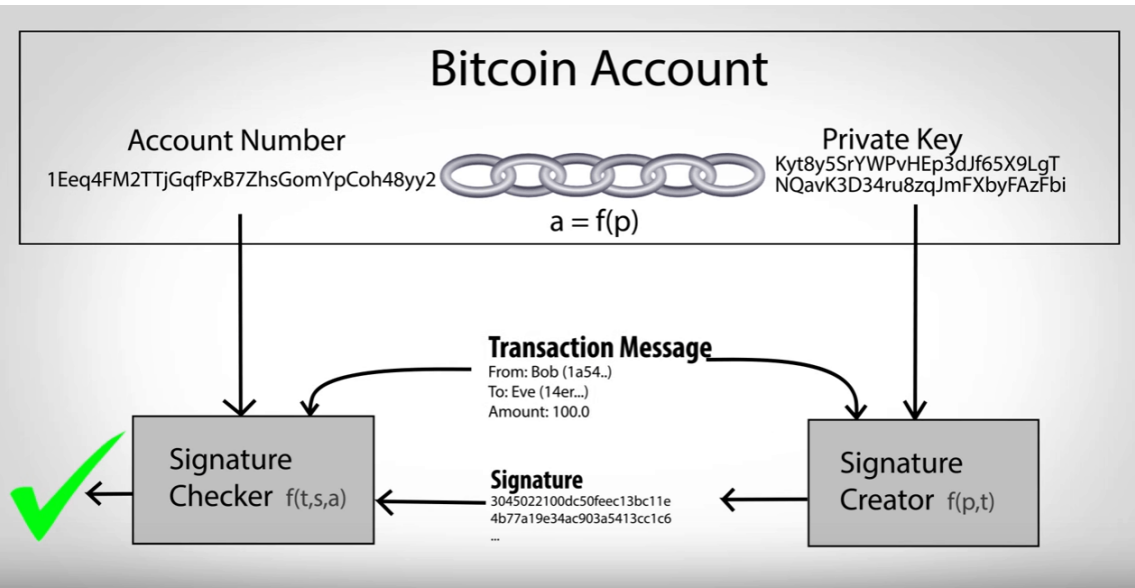 Bitcoin Account
Account Number
1Eeq4FM2TTjGqfPxB7ZhsGomYpCoh48yy2
Private Key
Kyt8y5SrYWPvHEp3dJf65X9LgT
NQavK3D34ru8zqJmFXbyFAzFbi
a = f(p)
Transaction Message
From: Bob (1a54..)
To: Eve (14er...)
Amount: 100.0
Signature
Checker f(t,s,a)
Signature
3045022100dc50feec13bc11e
4b77a19e34ac903a5413cc1c6
...
Signature
Creator f(p,t)